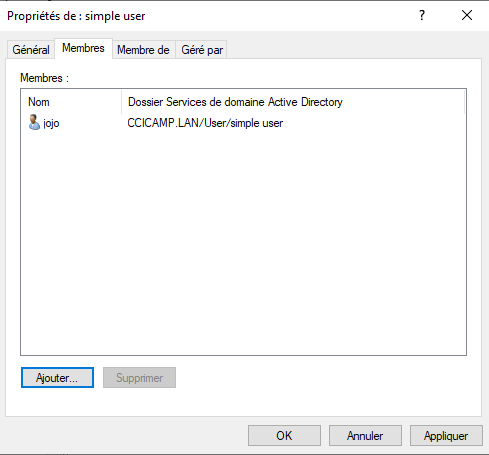 Propriétés de : simple user
Général Membres Membre de Géré par
Membres :
Nom Dossier Services de domaine Active Directory
jojo CCICAMP.LAN/User/simple user
Ajouter... Supprimer
OK Annuler Appliquer